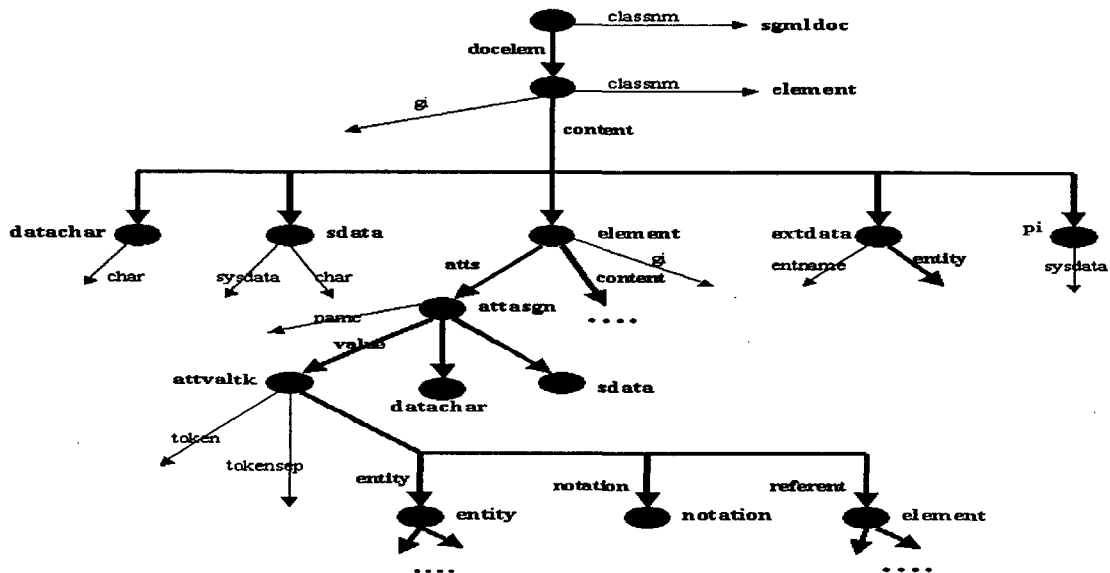 classnm
sgmldoc
docelem
classnm
element
gi
content
datachar
sdata
element
extdata
pi
char
sysdata
char
atts
content
gi
entname
entity
sysdata
name
attasgn
....
value
attvaltk
datachar
sdata
token
tokensep
entity
notation
referent
entity
notation
element
....
....